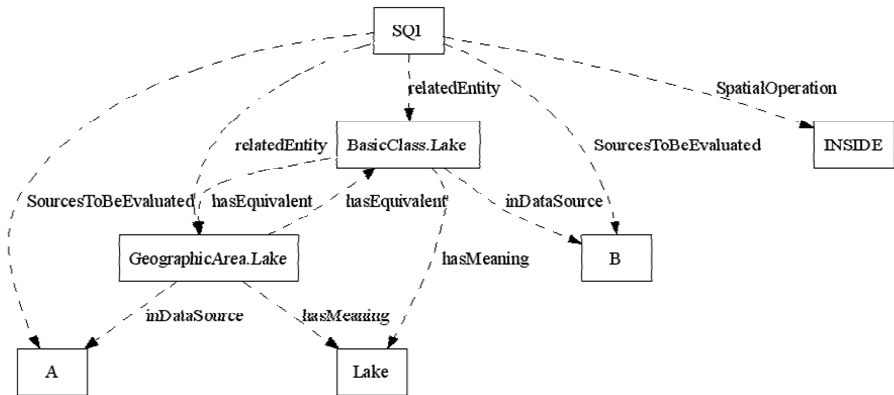 SQ1
SpatialOperation
relatedEntity
BasicClass.Lake
INSIDE
relatedEntity
SourcesToBeEvaluated
SourcesToBeEvaluated
hasEquivalent
hasEquivalent
inDataSource
GeographicArea.Lake
hasMeaning
B
inDataSource
hasMeaning
A
Lake